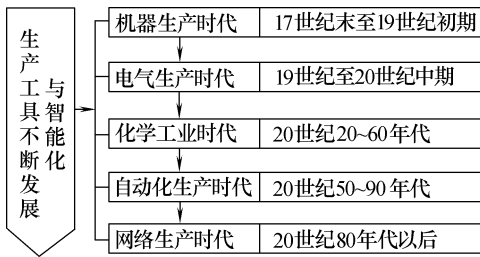 生产工具不断发展
与智能化
机器生产时代 17世纪末至19世纪初期
电气生产时代 19世纪至20世纪中期
化学工业时代 20世纪20~60年代
自动化生产时代 20世纪50~90年代
网络生产时代 20世纪80年代以后